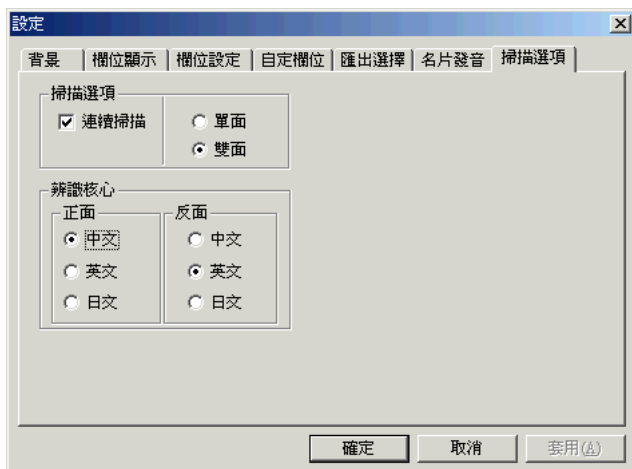 設定
背景 欄位顯示 欄位設定 自定欄位 匯出選擇 名片發音 掃描選項
掃描選項
連續掃描 單面
雙面
辨識核心
正面 反面
中文 中文
英文 英文
日文 日文
確定 取消 套用(A)